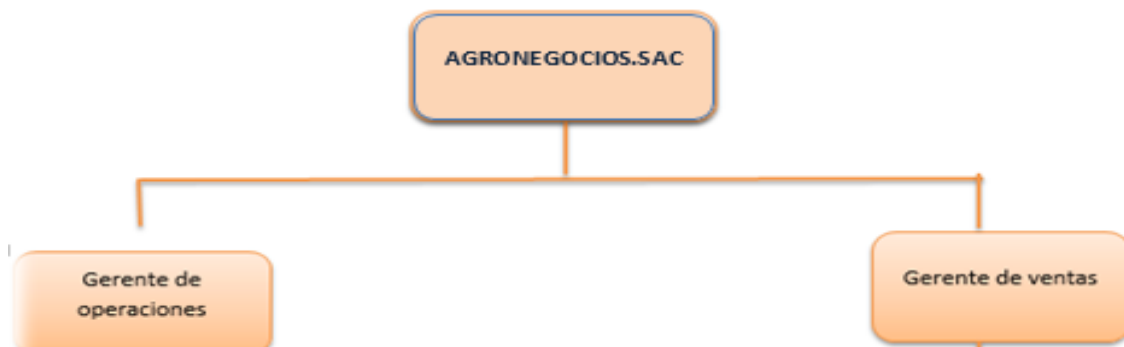 AGRONEGOCIOS.SAC
Gerente de
operaciones
Gerente de ventas